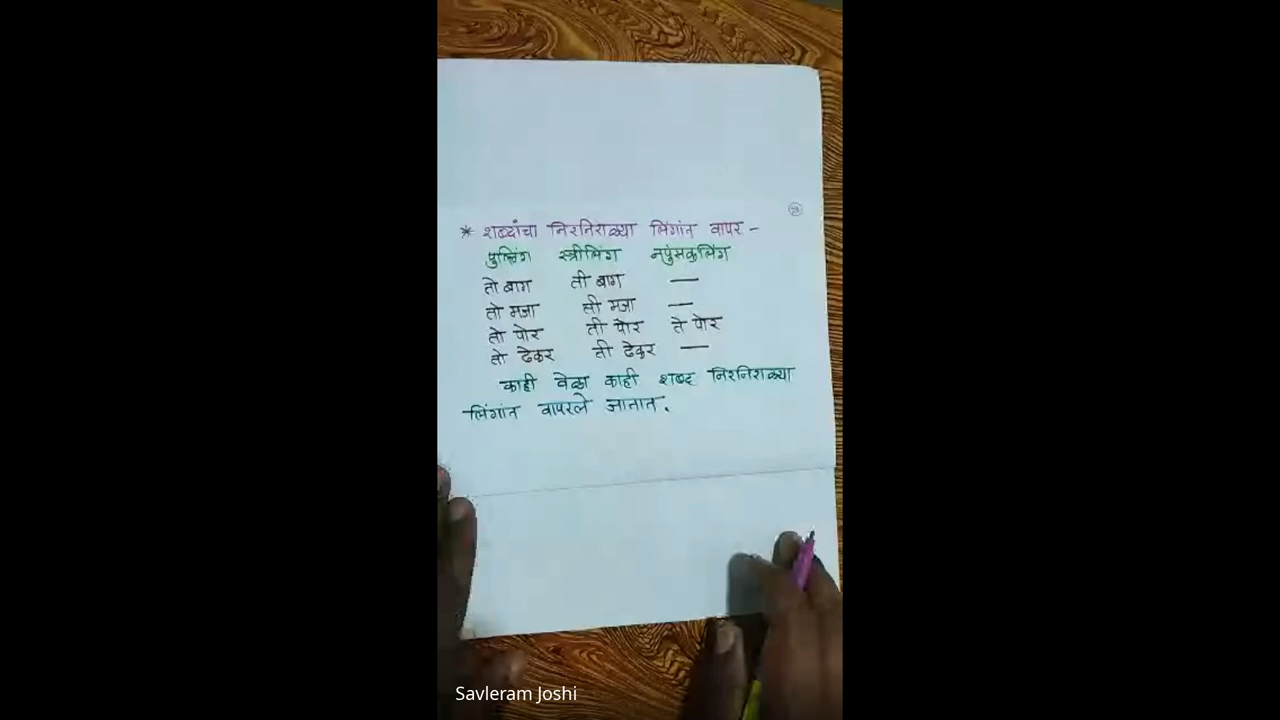 * शब्दांचा निरनिराळ्या लिंगांत वापर -
पुल्लिंग स्त्रीलिंग नपुंसकलिंग
तो बाग ती बाग —
तो मजा ती मजा —
तो पोर ती पोर ते पोर
तो ढेकर ती ढेकर —
काही वेळा काही शब्द निरनिराळ्या
लिंगांत वापरले जातात.
Savleram Joshi